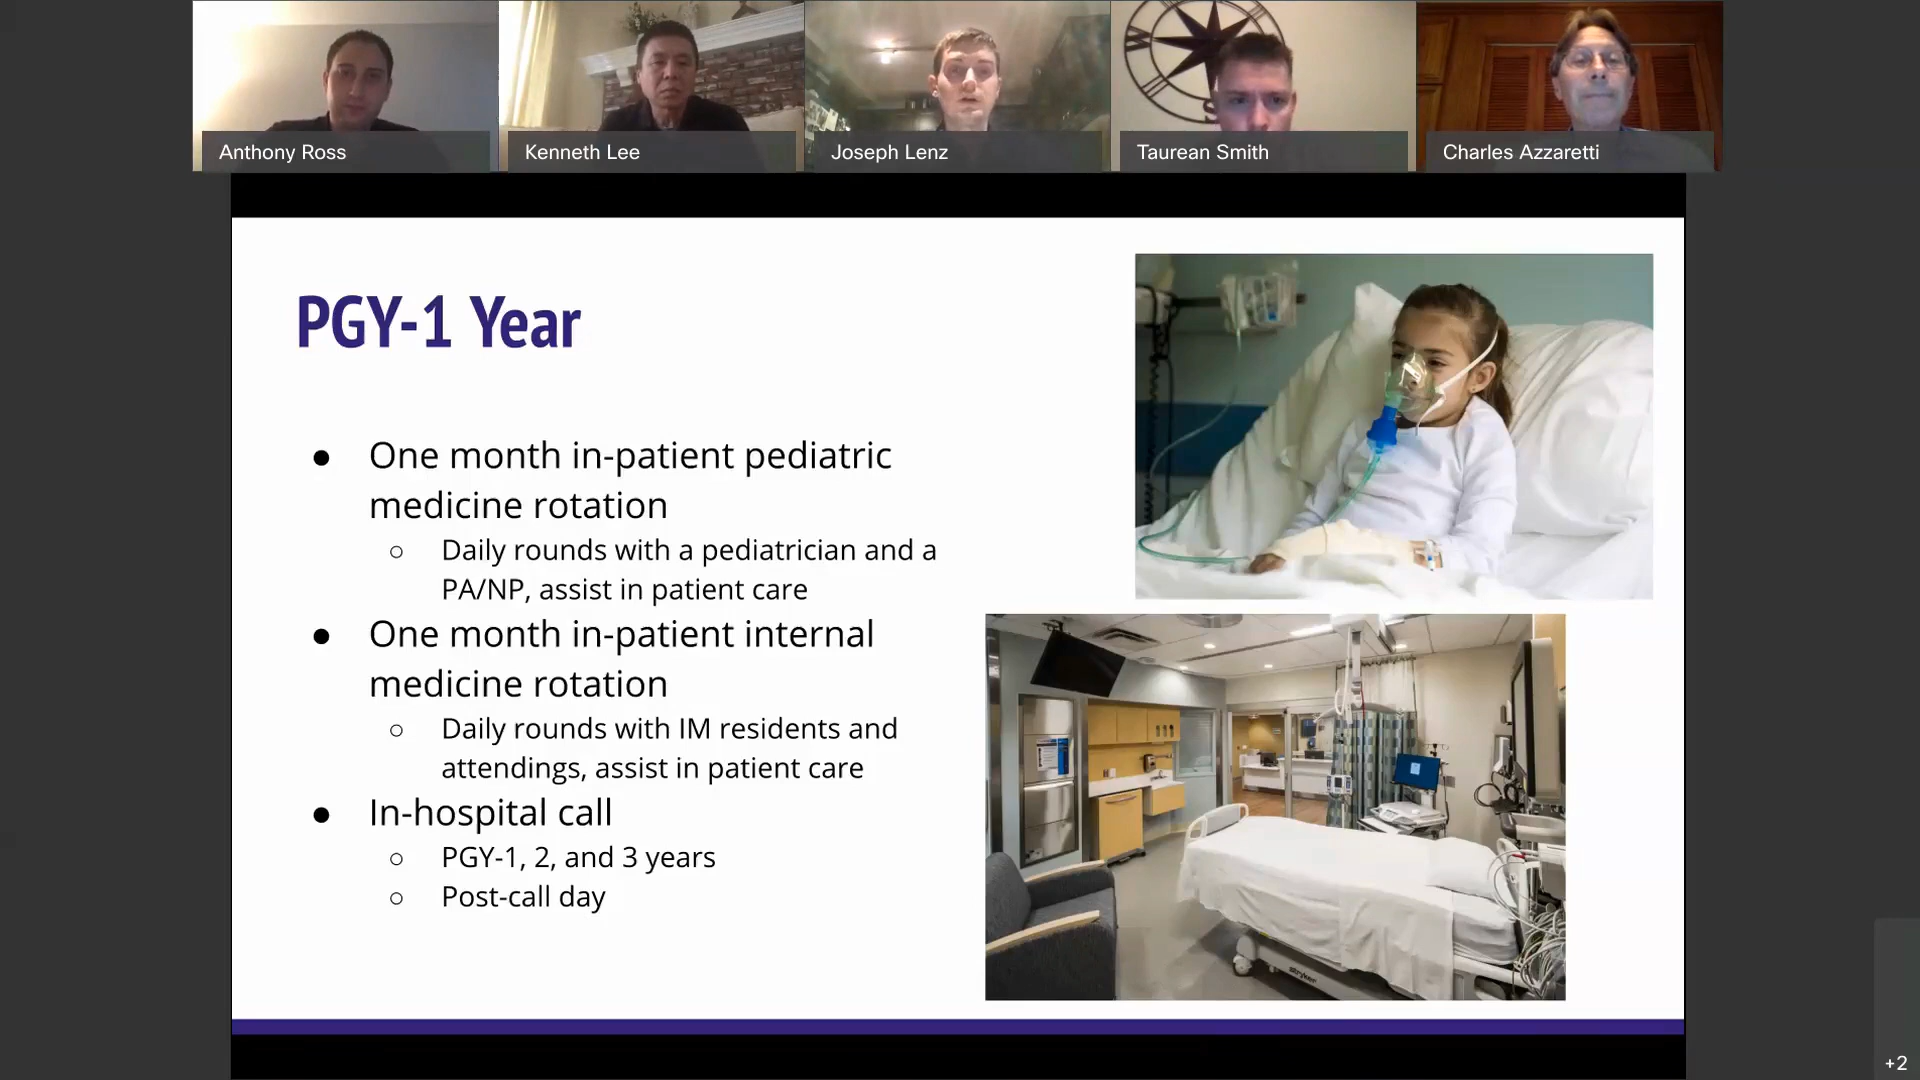 Anthony Ross
Kenneth Lee
Joseph Lenz
Taurean Smith
Charles Azzaretti
PGY-1 Year
● One month in-patient pediatric
medicine rotation
○ Daily rounds with a pediatrician and a
PA/NP, assist in patient care
● One month in-patient internal
medicine rotation
○ Daily rounds with IM residents and
attendings, assist in patient care
● In-hospital call
○ PGY-1, 2, and 3 years
○ Post-call day
stryker
+2